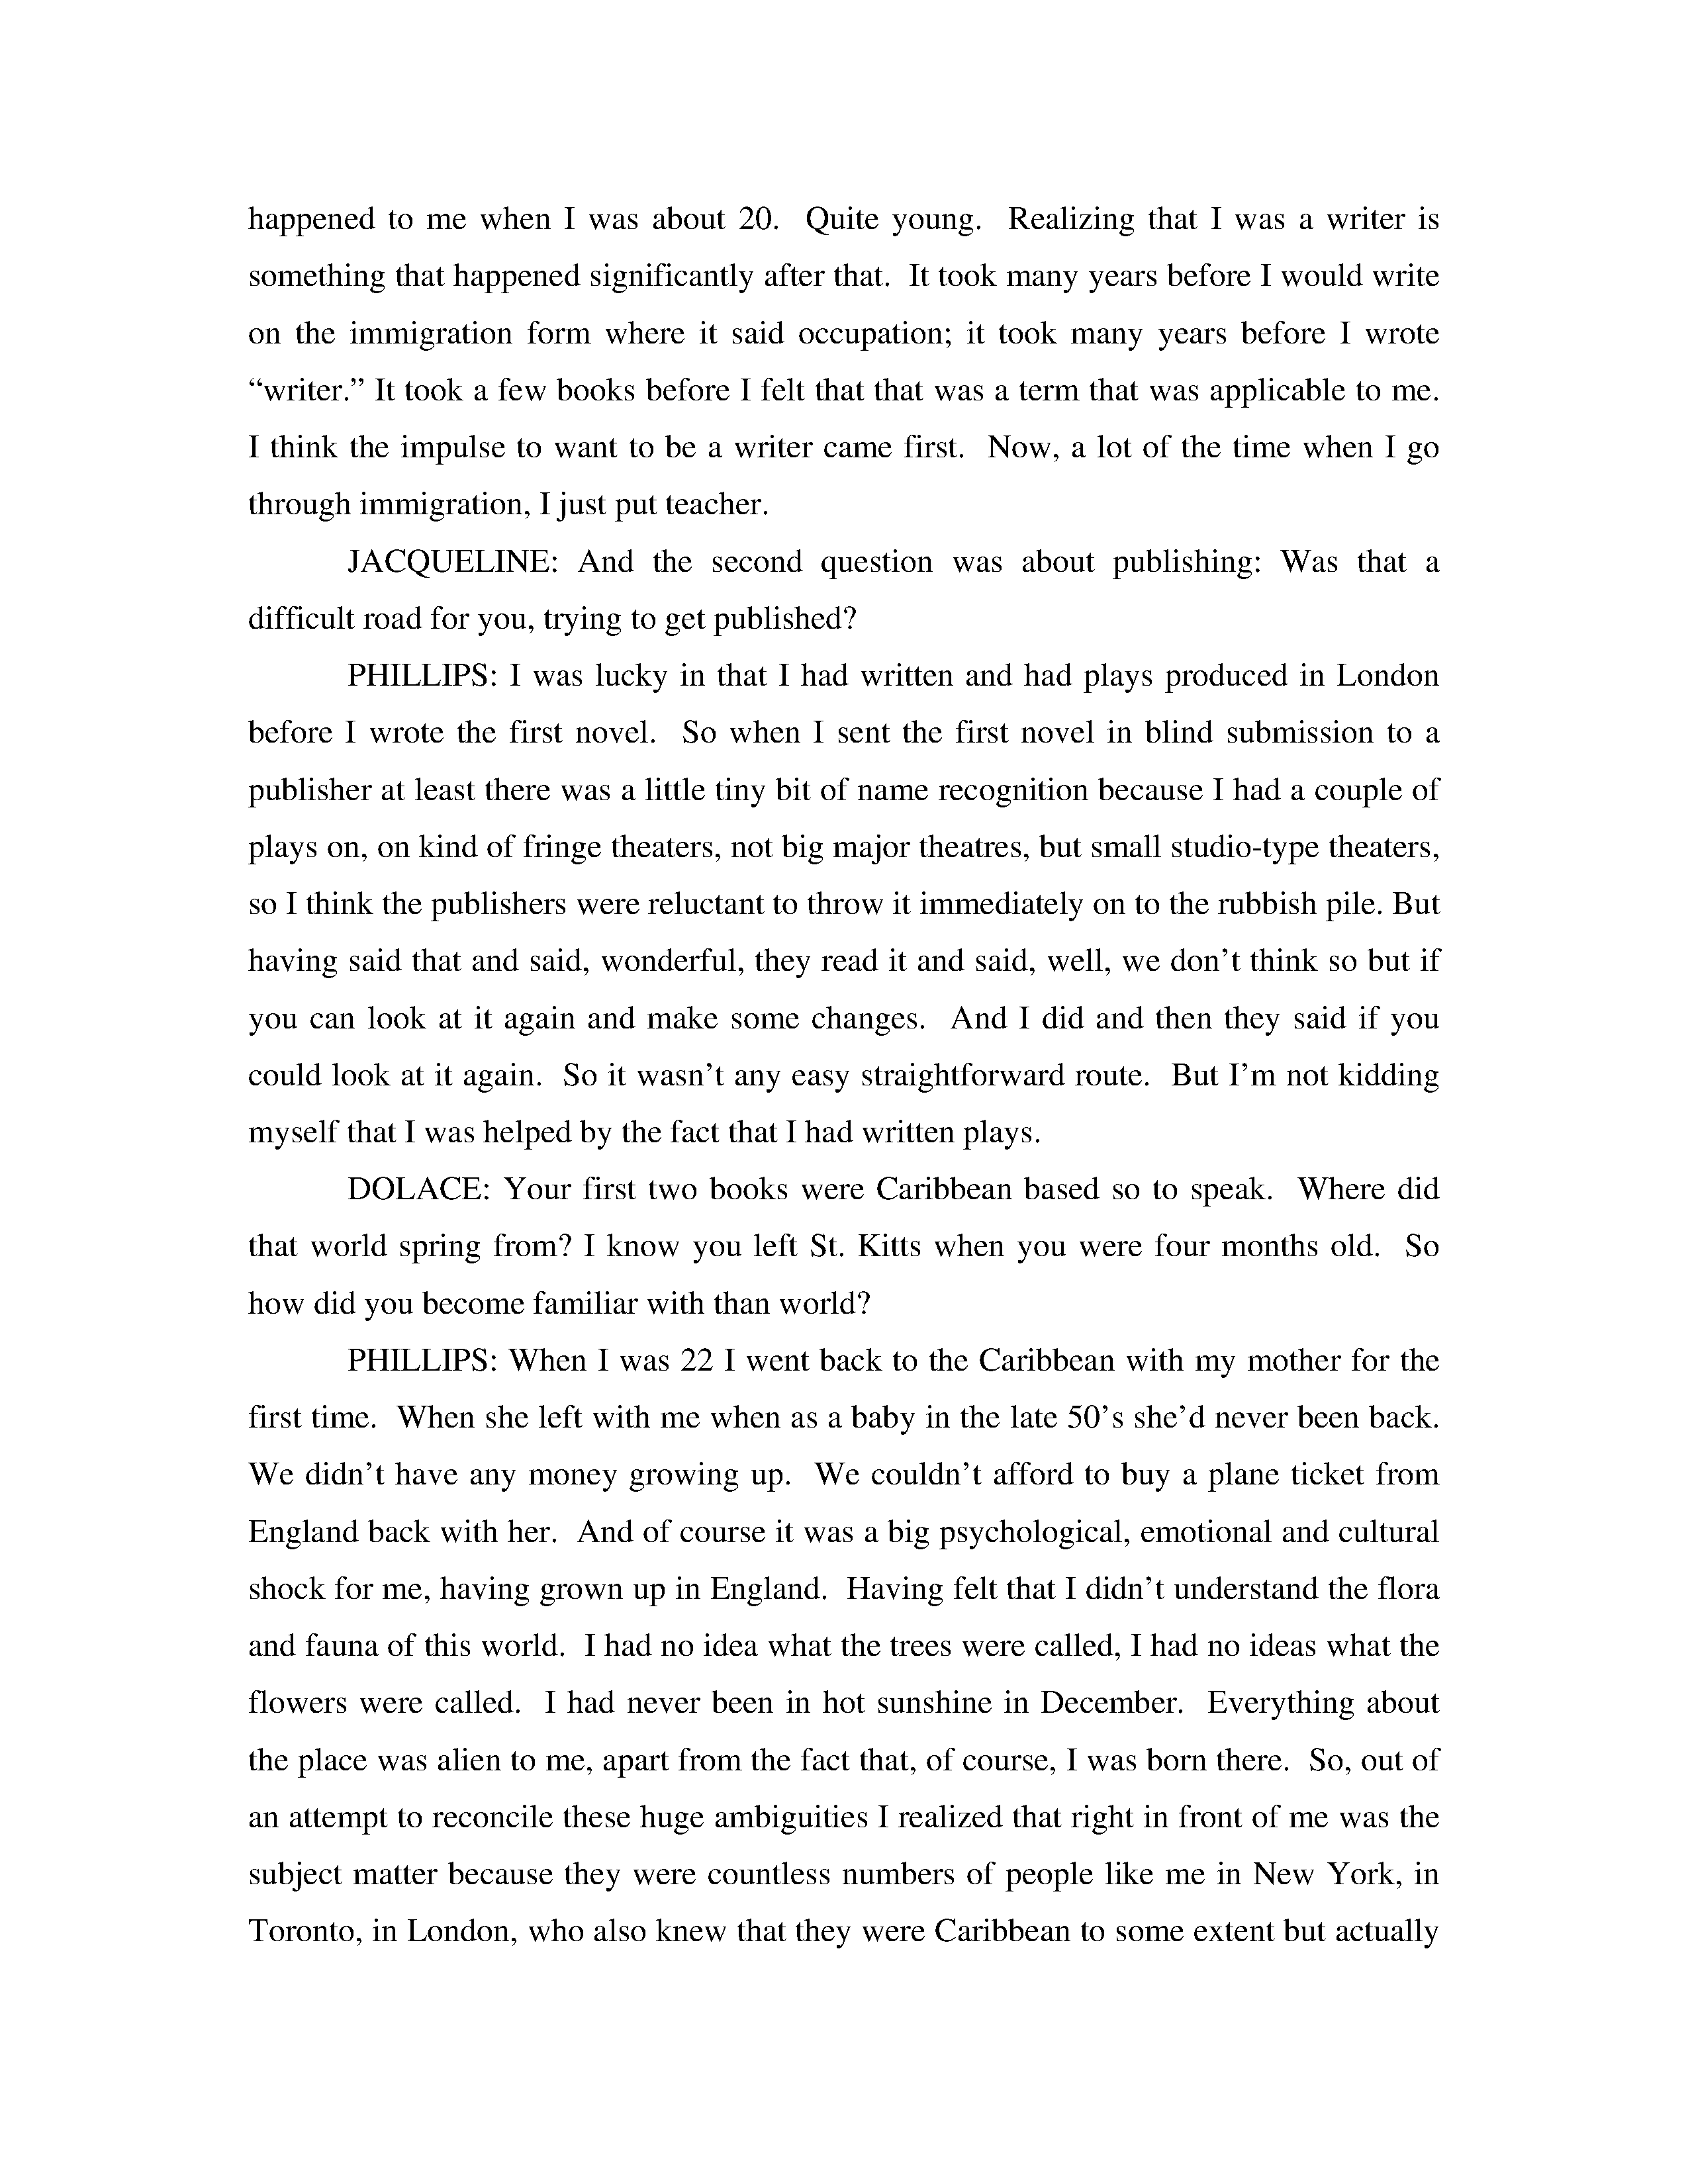 happened to me when I was about 20.  Quite young.  Realizing that I was a writer is
something that happened significantly after that.  It took many years before I would write
on the immigration form where it said occupation; it took many years before I wrote
“writer.” It took a few books before I felt that that was a term that was applicable to me.
I think the impulse to want to be a writer came first.  Now, a lot of the time when I go
through immigration, I just put teacher.
JACQUELINE: And the second question was about publishing: Was that a
difficult road for you, trying to get published?
PHILLIPS: I was lucky in that I had written and had plays produced in London
before I wrote the first novel.  So when I sent the first novel in blind submission to a
publisher at least there was a little tiny bit of name recognition because I had a couple of
plays on, on kind of fringe theaters, not big major theatres, but small studio-type theaters,
so I think the publishers were reluctant to throw it immediately on to the rubbish pile. But
having said that and said, wonderful, they read it and said, well, we don’t think so but if
you can look at it again and make some changes.  And I did and then they said if you
could look at it again.  So it wasn’t any easy straightforward route.  But I’m not kidding
myself that I was helped by the fact that I had written plays.
DOLACE: Your first two books were Caribbean based so to speak.  Where did
that world spring from? I know you left St. Kitts when you were four months old.  So
how did you become familiar with than world?
PHILLIPS: When I was 22 I went back to the Caribbean with my mother for the
first time.  When she left with me when as a baby in the late 50’s she’d never been back.
We didn’t have any money growing up.  We couldn’t afford to buy a plane ticket from
England back with her.  And of course it was a big psychological, emotional and cultural
shock for me, having grown up in England.  Having felt that I didn’t understand the flora
and fauna of this world.  I had no idea what the trees were called, I had no ideas what the
flowers were called.  I had never been in hot sunshine in December.  Everything about
the place was alien to me, apart from the fact that, of course, I was born there.  So, out of
an attempt to reconcile these huge ambiguities I realized that right in front of me was the
subject matter because they were countless numbers of people like me in New York, in
Toronto, in London, who also knew that they were Caribbean to some extent but actually